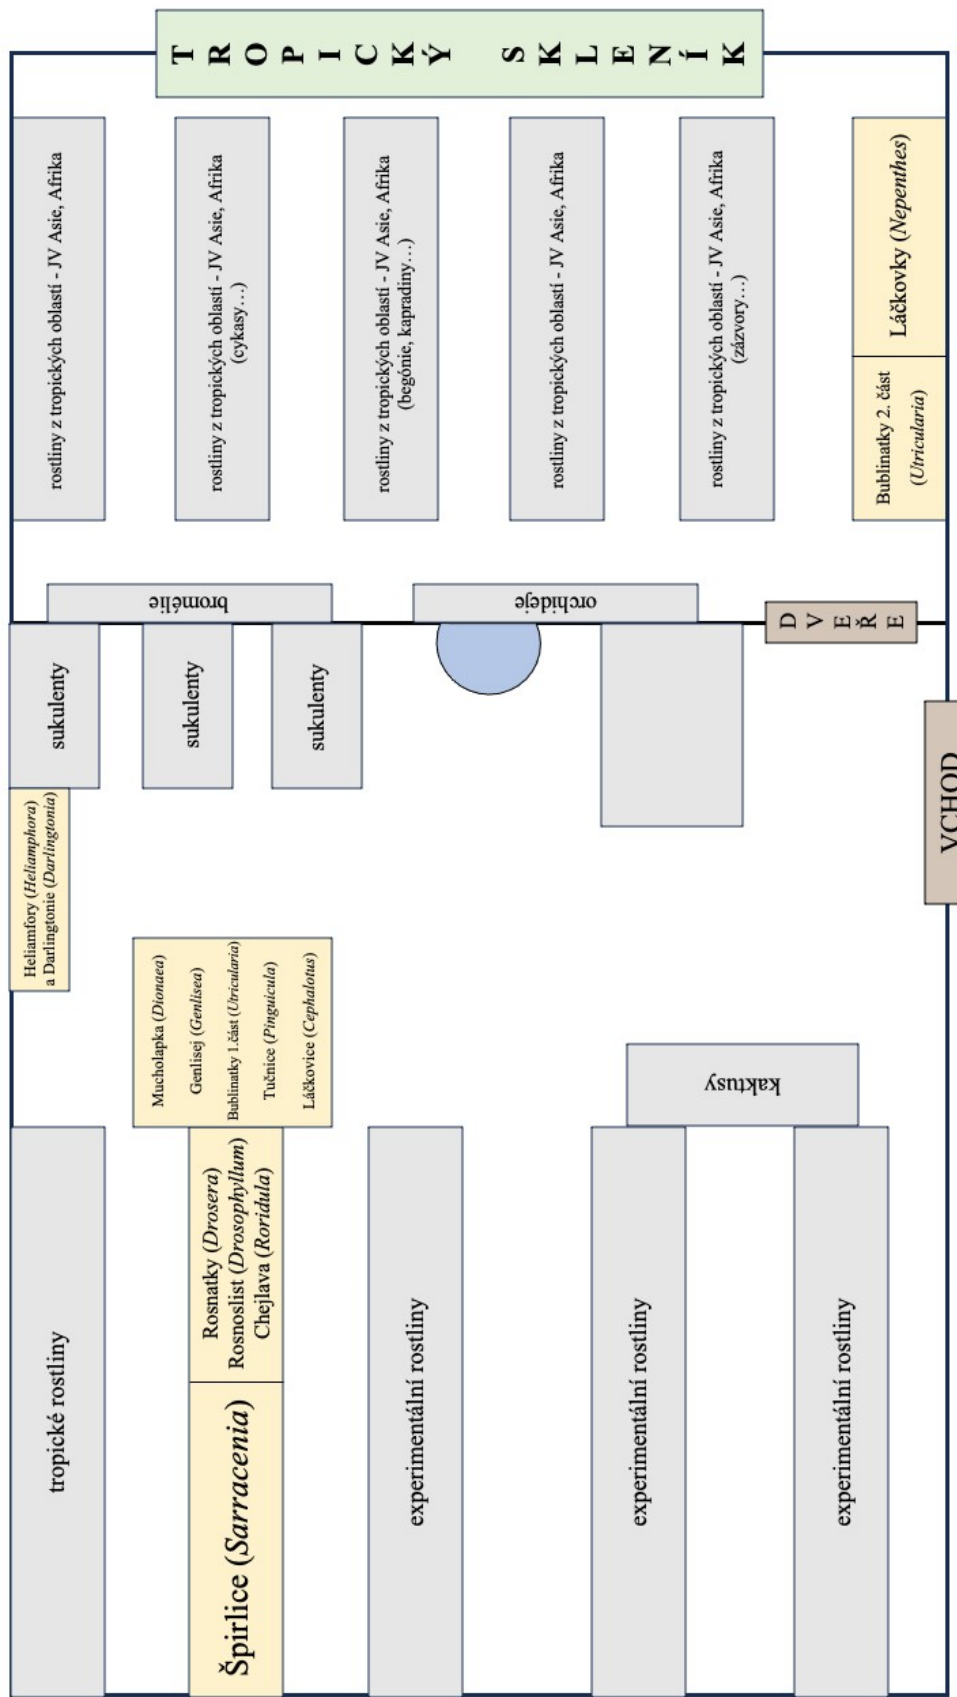 TROPICKÝ SKLENÍK
rostliny z tropických oblastí - JV Asie, Afrika
rostliny z tropických oblastí - JV Asie, Afrika
(cykasy…)
rostliny z tropických oblastí - JV Asie, Afrika
(begónie, kapradiny…)
rostliny z tropických oblastí - JV Asie, Afrika
rostliny z tropických oblastí - JV Asie, Afrika
(zázvory…)
Láčkovky (Nepenthes)
Bublinatky 2. část
(Utricularia)
bromélie
orchideje
DVEŘE
sukulenty
sukulenty
sukulenty
VCHOD
Heliamfory (Heliamphora)
a Darlingtonie (Darlingtonia)
Mucholapka (Dionaea)
Genlisej (Genlisea)
Bublinatky 1.část (Utricularia)
Tučnice (Pinguicula)
Láčkovice (Cephalotus)
kaktusy
tropické rostliny
Rosnatky (Drosera)
Rosnoslist (Drosophyllum)
Chejlava (Roridula)
Špirlice (Sarracenia)
experimentální rostliny
experimentální rostliny
experimentální rostliny